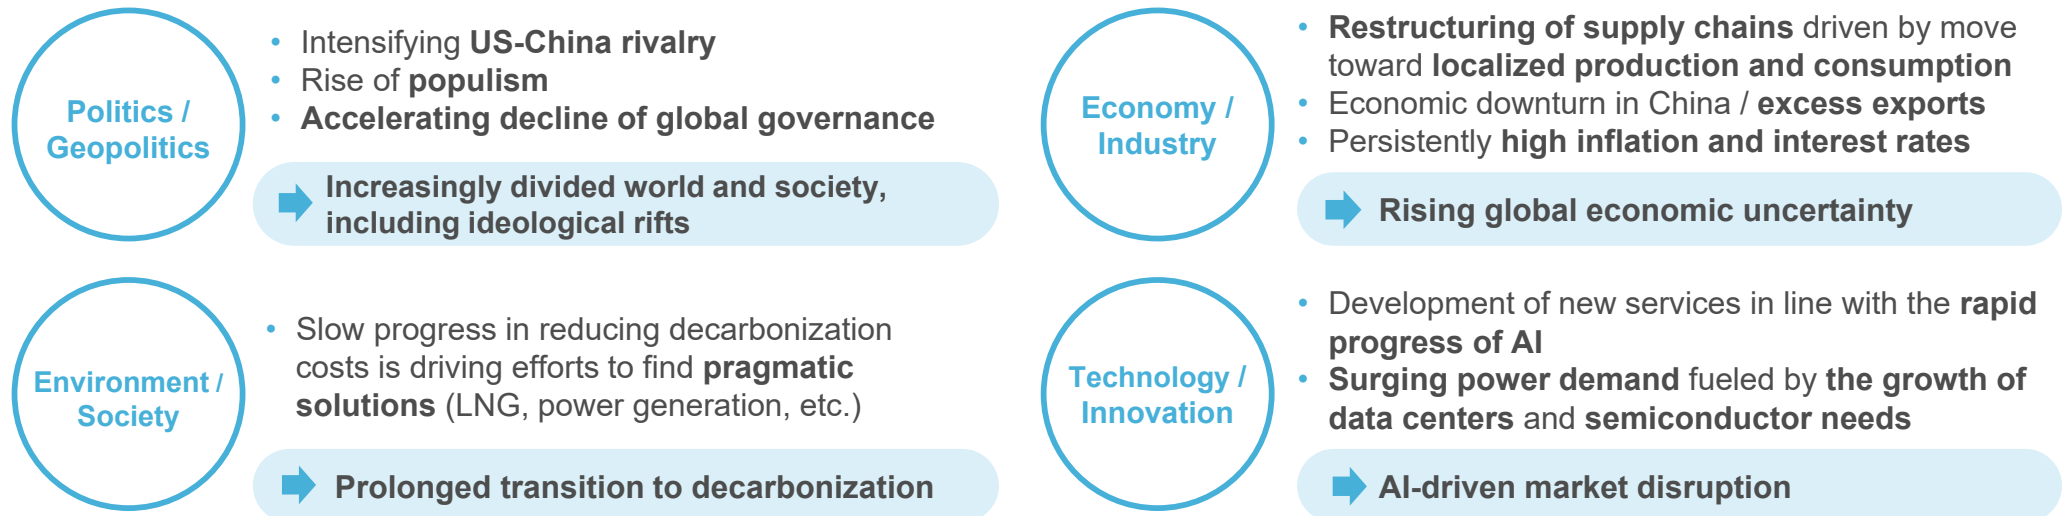 Politics /
Geopolitics
• Intensifying US-China rivalry
• Rise of populism
• Accelerating decline of global governance
Increasingly divided world and society,
including ideological rifts
Economy /
Industry
• Restructuring of supply chains driven by move
toward localized production and consumption
• Economic downturn in China / excess exports
• Persistently high inflation and interest rates
Rising global economic uncertainty
Environment /
Society
• Slow progress in reducing decarbonization
costs is driving efforts to find pragmatic
solutions (LNG, power generation, etc.)
Prolonged transition to decarbonization
Technology /
Innovation
• Development of new services in line with the rapid
progress of AI
• Surging power demand fueled by the growth of
data centers and semiconductor needs
AI-driven market disruption